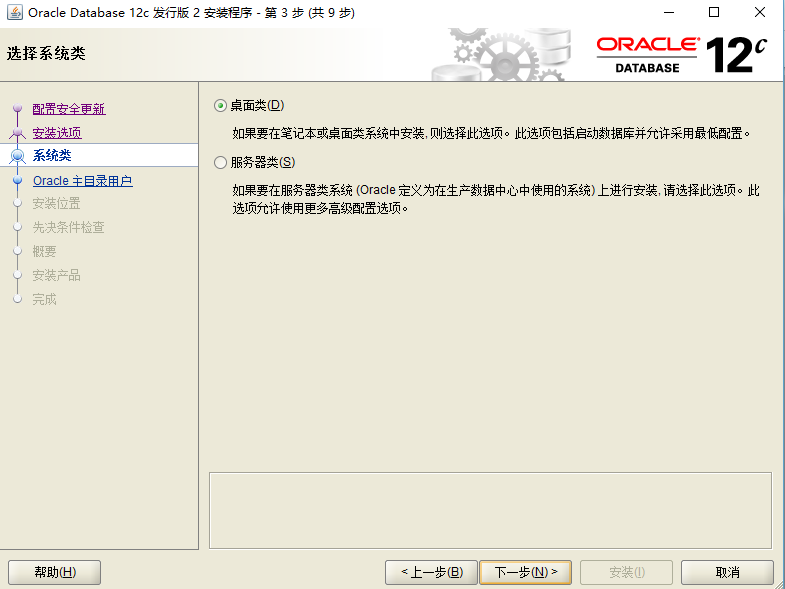 Oracle Database 12c 发行版 2 安装程序 - 第 3 步 (共 9 步)
选择系统类
ORACLE®
DATABASE
12c
配置安全更新
安装选项
系统类
Oracle 主目录用户
安装位置
先决条件检查
概要
安装产品
完成
桌面类(D)
如果要在笔记本或桌面类系统中安装, 则选择此选项。此选项包括启动数据库并允许采用最低配置。
服务器类(S)
如果要在服务器类系统 (Oracle 定义为在生产数据中心中使用的系统) 上进行安装, 请选择此选项。此
选项允许使用更多高级配置选项。
帮助(H)
< 上一步(B)
下一步(N) >
安装(I)
取消